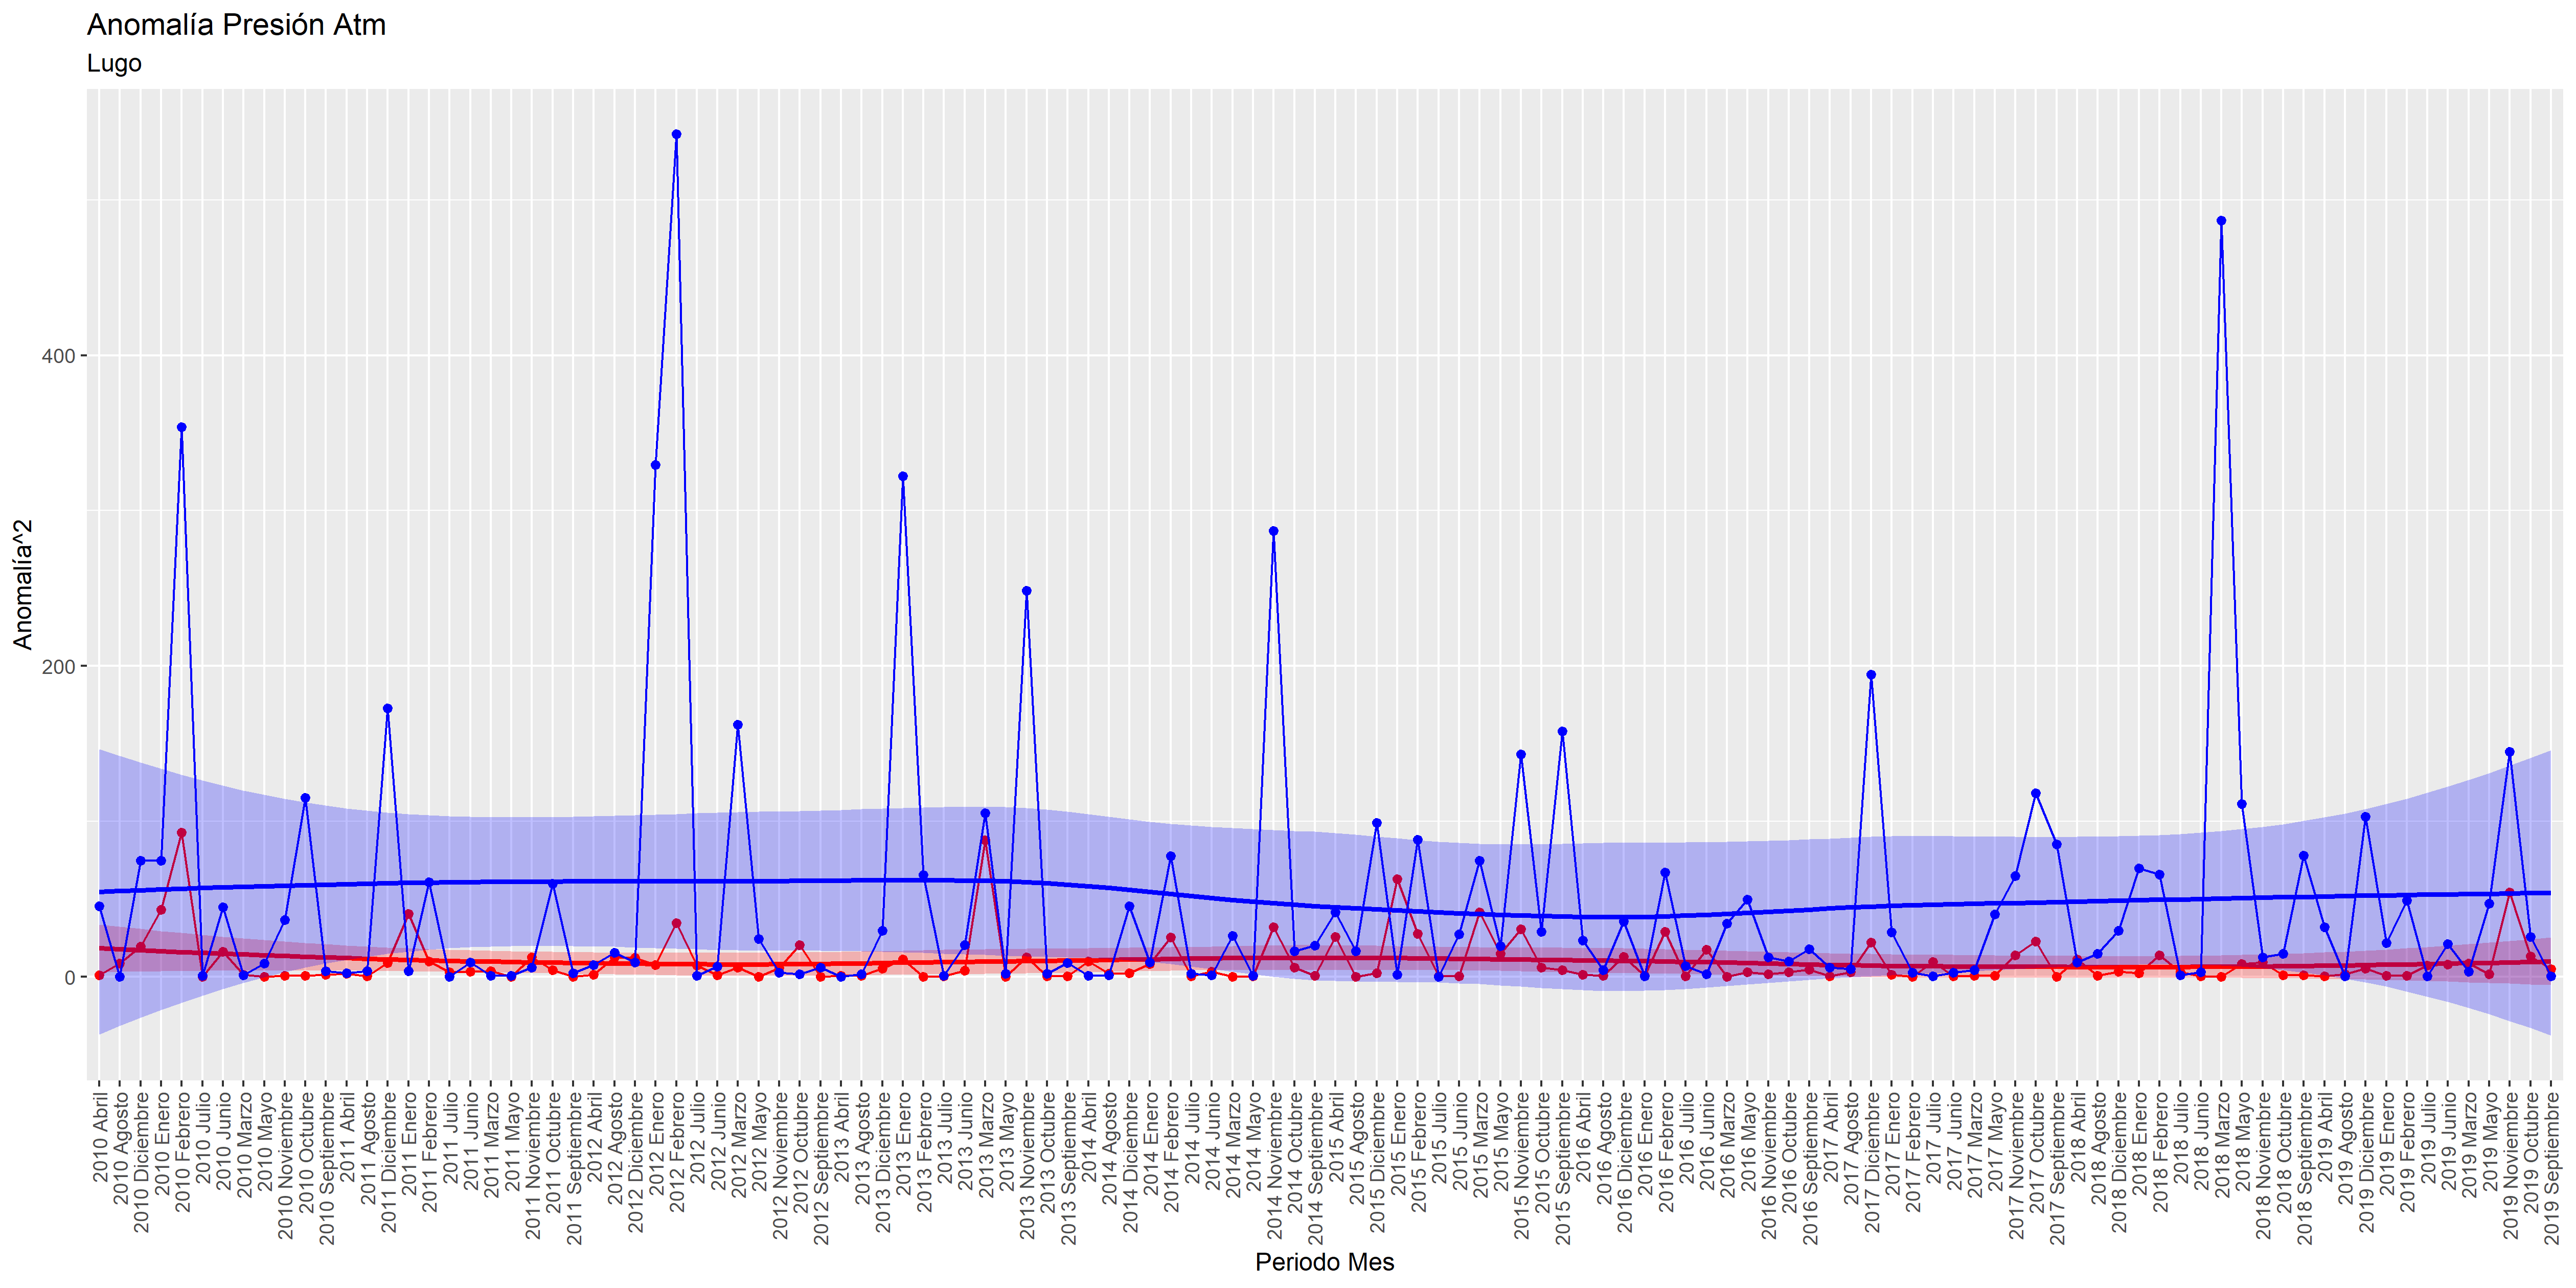 Anomalía Presión Atm
Lugo
Anomalía^2
400
200
0
2010 Abril
2010 Agosto
2010 Diciembre
2010 Enero
2010 Febrero
2010 Julio
2010 Junio
2010 Marzo
2010 Mayo
2010 Noviembre
2010 Octubre
2010 Septiembre
2011 Abril
2011 Agosto
2011 Diciembre
2011 Enero
2011 Febrero
2011 Julio
2011 Junio
2011 Marzo
2011 Mayo
2011 Noviembre
2011 Octubre
2011 Septiembre
2012 Abril
2012 Agosto
2012 Diciembre
2012 Enero
2012 Febrero
2012 Julio
2012 Junio
2012 Marzo
2012 Mayo
2012 Noviembre
2012 Octubre
2012 Septiembre
2013 Abril
2013 Agosto
2013 Diciembre
2013 Enero
2013 Febrero
2013 Julio
2013 Junio
2013 Marzo
2013 Mayo
2013 Noviembre
2013 Octubre
2013 Septiembre
2014 Abril
2014 Agosto
2014 Diciembre
2014 Enero
2014 Febrero
2014 Julio
2014 Junio
2014 Marzo
2014 Mayo
2014 Noviembre
2014 Octubre
2014 Septiembre
2015 Abril
2015 Agosto
2015 Diciembre
2015 Enero
2015 Febrero
2015 Julio
2015 Junio
2015 Marzo
2015 Mayo
2015 Noviembre
2015 Octubre
2015 Septiembre
2016 Abril
2016 Agosto
2016 Diciembre
2016 Enero
2016 Febrero
2016 Julio
2016 Junio
2016 Marzo
2016 Mayo
2016 Noviembre
2016 Octubre
2016 Septiembre
2017 Abril
2017 Agosto
2017 Diciembre
2017 Enero
2017 Febrero
2017 Julio
2017 Junio
2017 Marzo
2017 Mayo
2017 Noviembre
2017 Octubre
2017 Septiembre
2018 Abril
2018 Agosto
2018 Diciembre
2018 Enero
2018 Febrero
2018 Julio
2018 Junio
2018 Marzo
2018 Mayo
2018 Noviembre
2018 Octubre
2018 Septiembre
2019 Abril
2019 Agosto
2019 Diciembre
2019 Enero
2019 Febrero
2019 Julio
2019 Junio
2019 Marzo
2019 Mayo
2019 Noviembre
2019 Octubre
2019 Septiembre
Periodo Mes